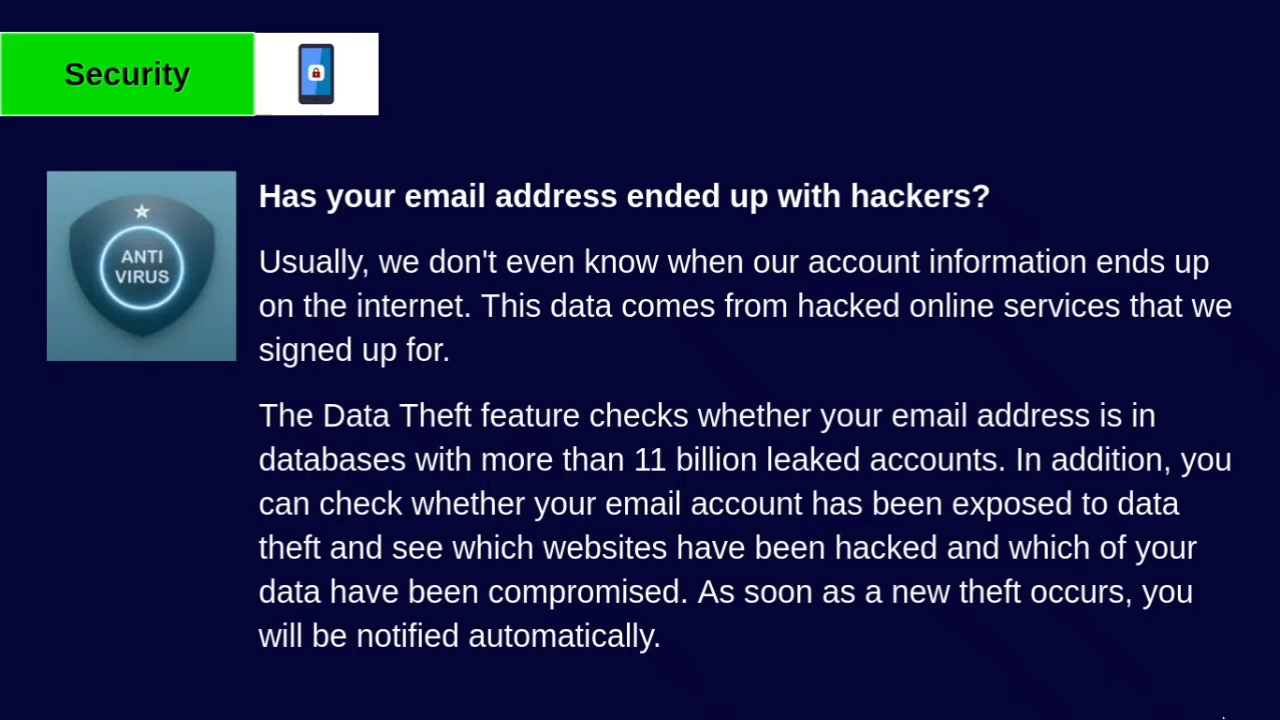 Security
ANTI
VIRUS
Has your email address ended up with hackers?
Usually, we don't even know when our account information ends up
on the internet. This data comes from hacked online services that we
signed up for.
The Data Theft feature checks whether your email address is in
databases with more than 11 billion leaked accounts. In addition, you
can check whether your email account has been exposed to data
theft and see which websites have been hacked and which of your
data have been compromised. As soon as a new theft occurs, you
will be notified automatically.